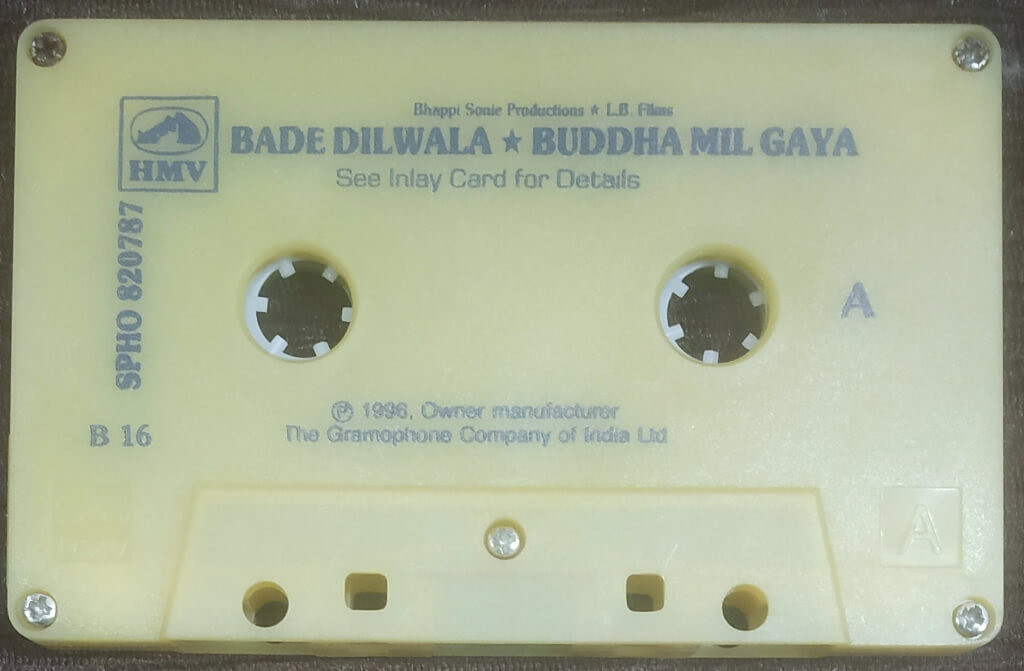 Bhappi Sonie Productions ★ L.B. Films
HMV
BADE DILWALA ★ BUDDHA MIL GAYA
See Inlay Card for Details
SPHO 820787
A
℗ 1996, Owner manufacturer
The Gramophone Company of India Ltd
B 16
HMV
A